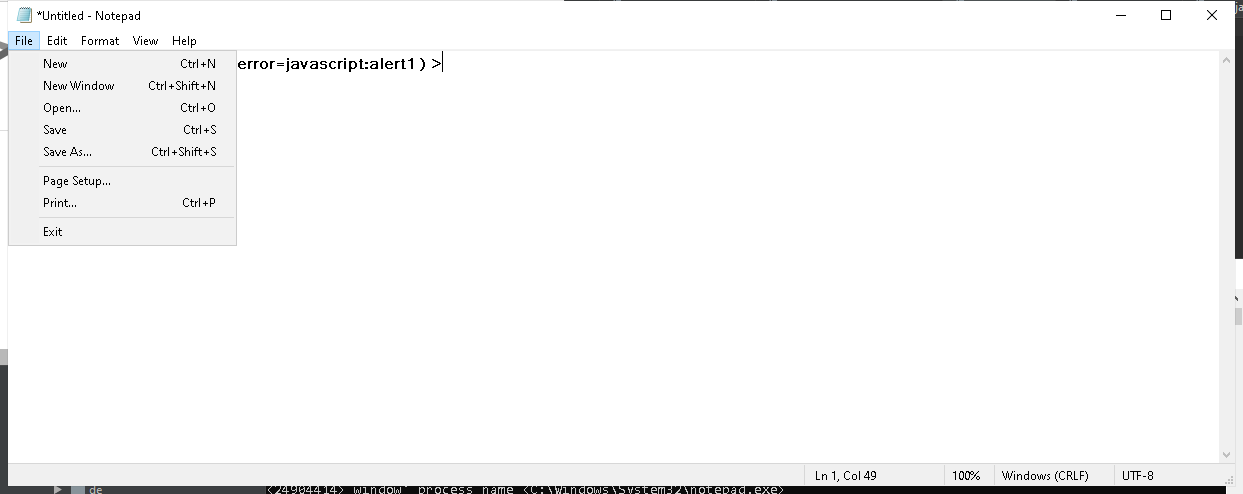 *Untitled - Notepad
File Edit Format View Help
New Ctrl+N
error=javascript:alert1) >
New Window Ctrl+Shift+N
Open... Ctrl+O
Save Ctrl+S
Save As... Ctrl+Shift+S
Page Setup...
Print... Ctrl+P
Exit
Ln 1, Col 49 100% Windows (CRLF) UTF-8
de <24904414> window' process name <C:\Windows\System32\notepad.exe>